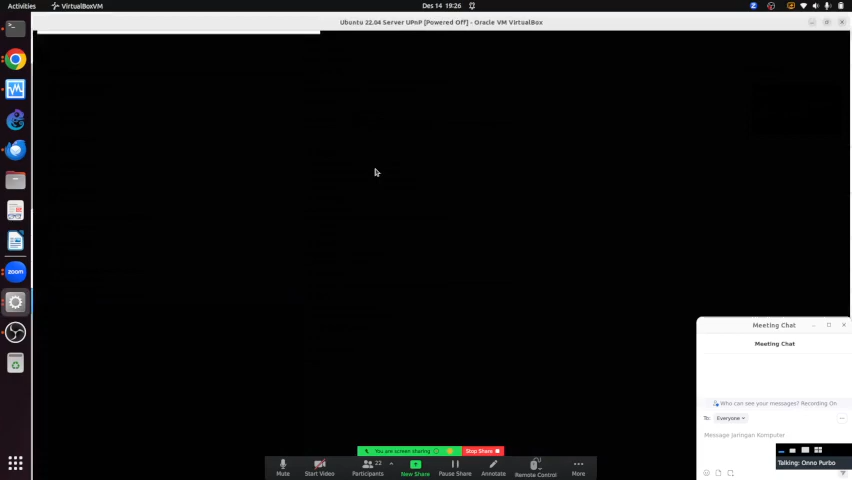 Activities VirtualBoxVM Des 14 19:26
Ubuntu 22.04 Server UPnP [Powered Off] - Oracle VM VirtualBox
zoom
Meeting Chat
Meeting Chat
Who can see your messages? Recording On
To: Everyone
Message Jaringan Komputer
Talking: Onno Purbo
You are screen sharing Stop Share
22
Mute Start Video Participants New Share Pause Share Annotate Remote Control More